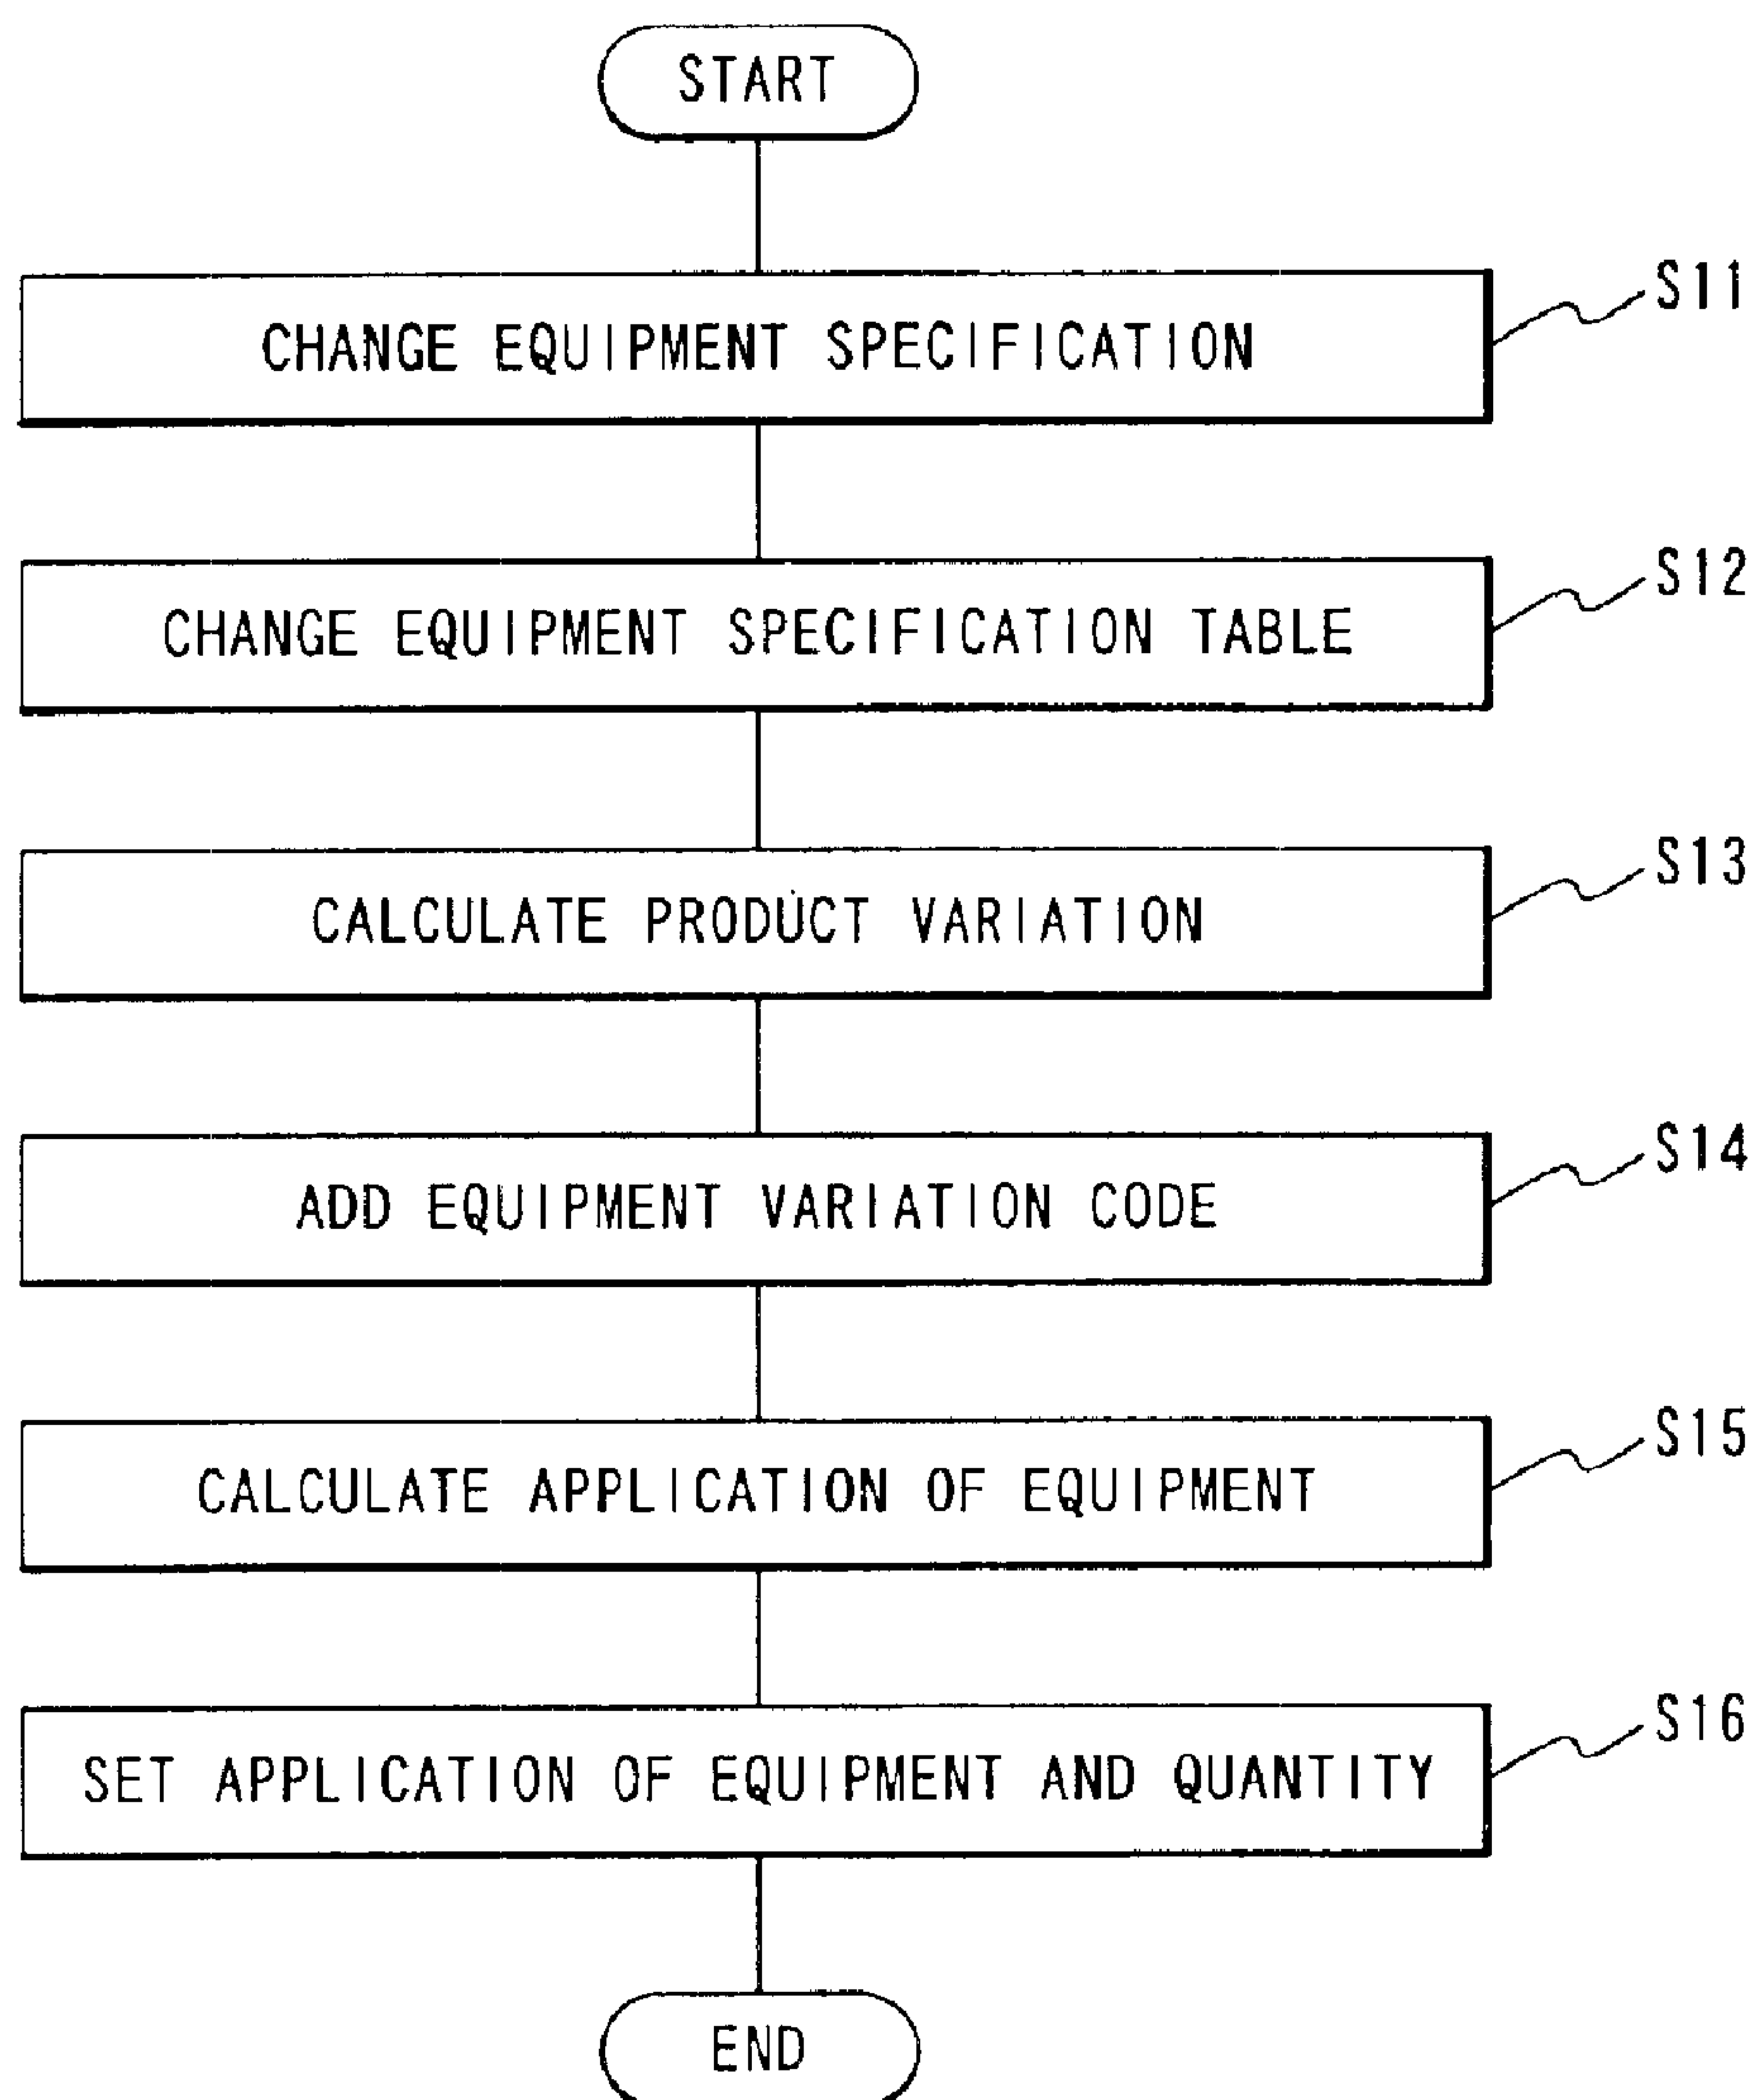 START
S11
CHANGE EQUIPMENT SPECIFICATION
S12
CHANGE EQUIPMENT SPECIFICATION TABLE
S13
CALCULATE PRODUCT VARIATION
S14
ADD EQUIPMENT VARIATION CODE
S15
CALCULATE APPLICATION OF EQUIPMENT
S16
SET APPLICATION OF EQUIPMENT AND QUANTITY
END